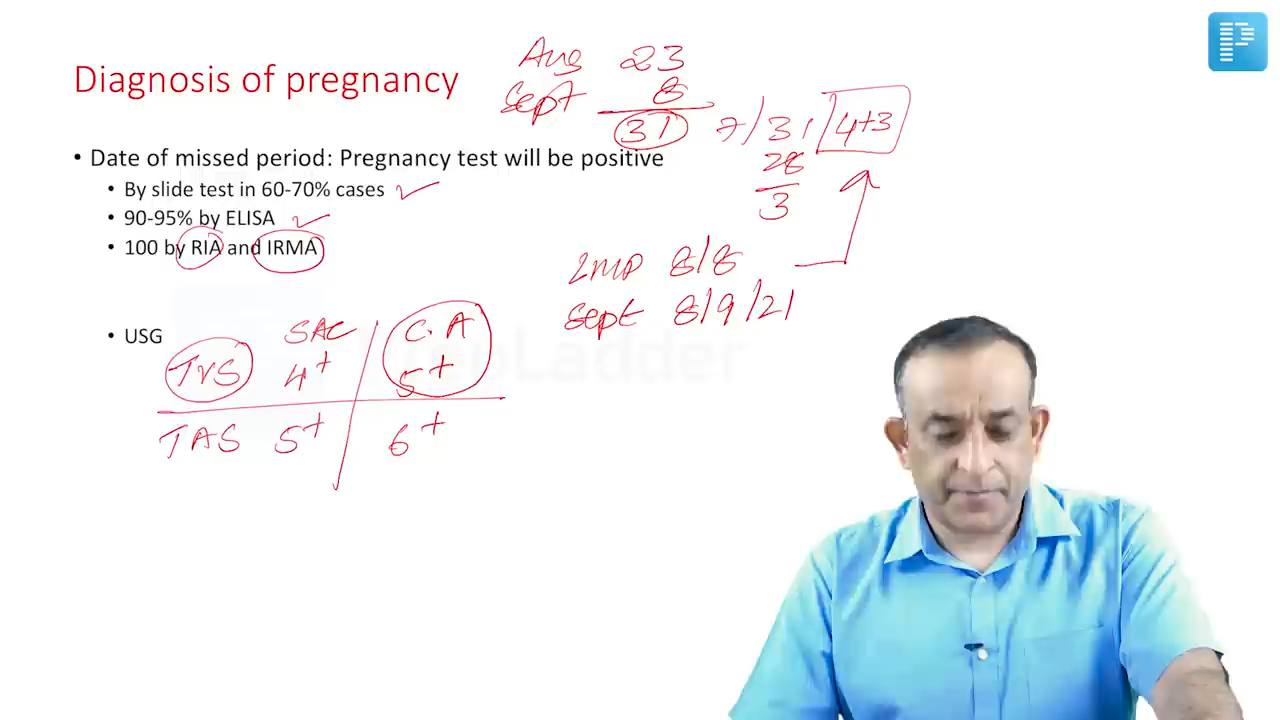 Diagnosis of pregnancy
Aug 23
Sept 8
31
7/31 4+3
28
3
• Date of missed period: Pregnancy test will be positive
• By slide test in 60-70% cases ✓
• 90-95% by ELISA ✓
• 100 by RIA and IRMA
LMP 8/8
Sept 8/9/21
• USG
SAC C.A
TVS 4+ 5+
TAS 5+ 6+
PrepLadder
P